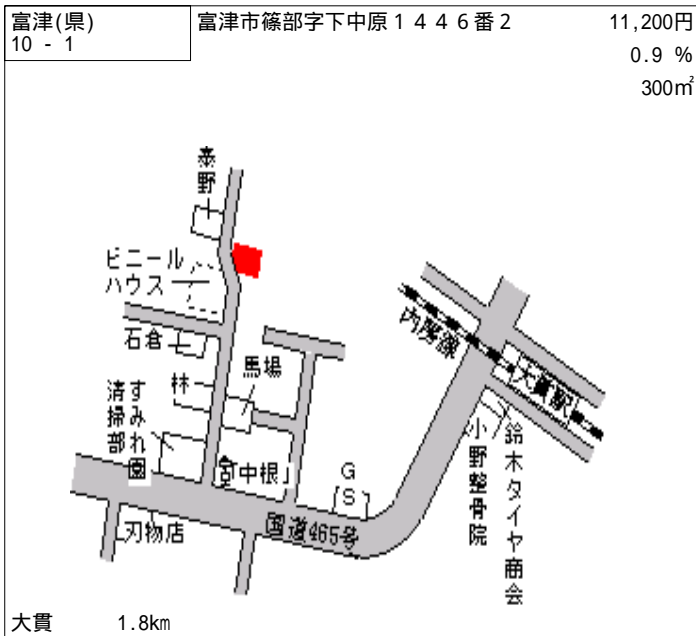 富津(県)
10 - 1
富津市篠部字下中原1446番2
11,200円
0.9 %
300㎡
泰野
ビニール
ハウス
石倉
林
馬場
すみれ園
清掃部
中根
GS
刃物店
国道465号
内房線
大貫駅
小野整骨院
鈴木タイヤ商会
大貫 1.8km